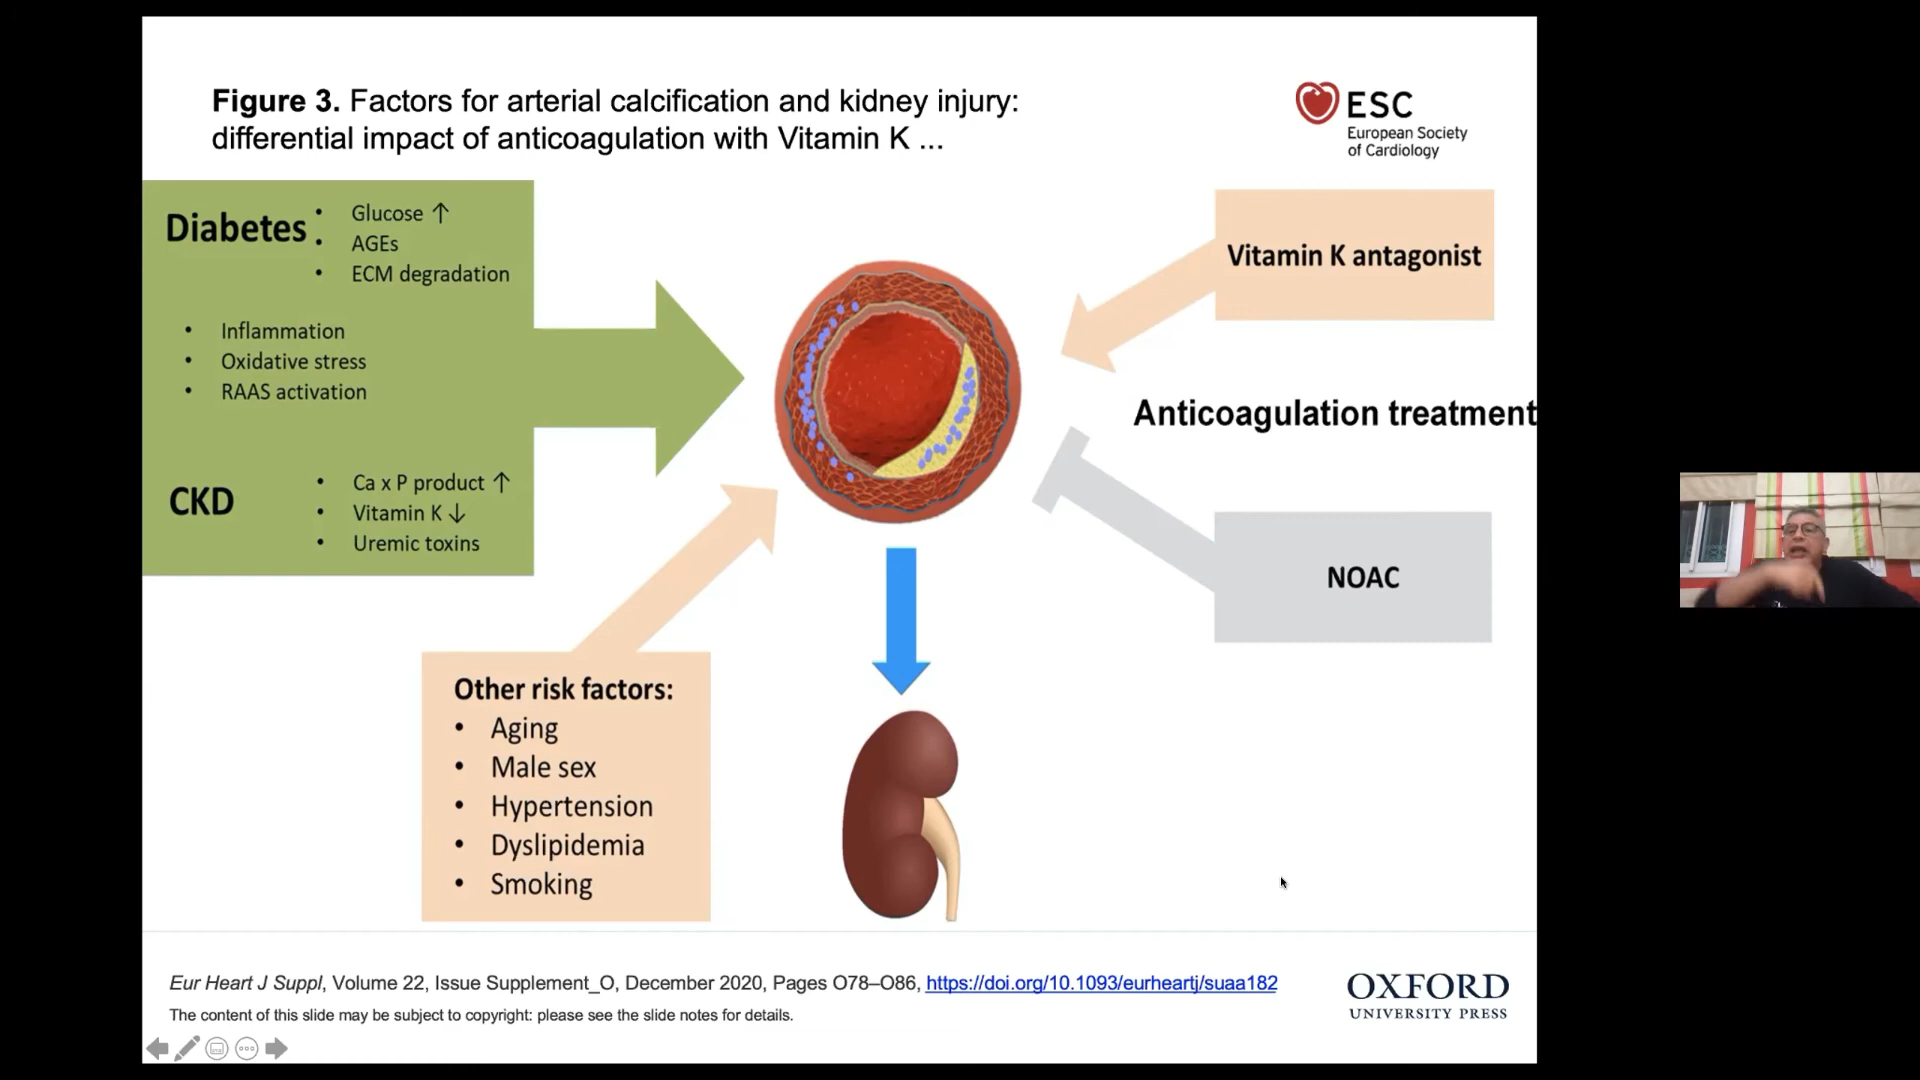 Figure 3. Factors for arterial calcification and kidney injury:
differential impact of anticoagulation with Vitamin K ...
ESC
European Society
of Cardiology
Diabetes
• Glucose ↑
• AGEs
• ECM degradation
• Inflammation
• Oxidative stress
• RAAS activation
CKD
• Ca x P product ↑
• Vitamin K ↓
• Uremic toxins
Vitamin K antagonist
Anticoagulation treatment
NOAC
Other risk factors:
• Aging
• Male sex
• Hypertension
• Dyslipidemia
• Smoking
Eur Heart J Suppl, Volume 22, Issue Supplement_O, December 2020, Pages O78–O86, https://doi.org/10.1093/eurheartj/suaa182
The content of this slide may be subject to copyright: please see the slide notes for details.
OXFORD
UNIVERSITY PRESS